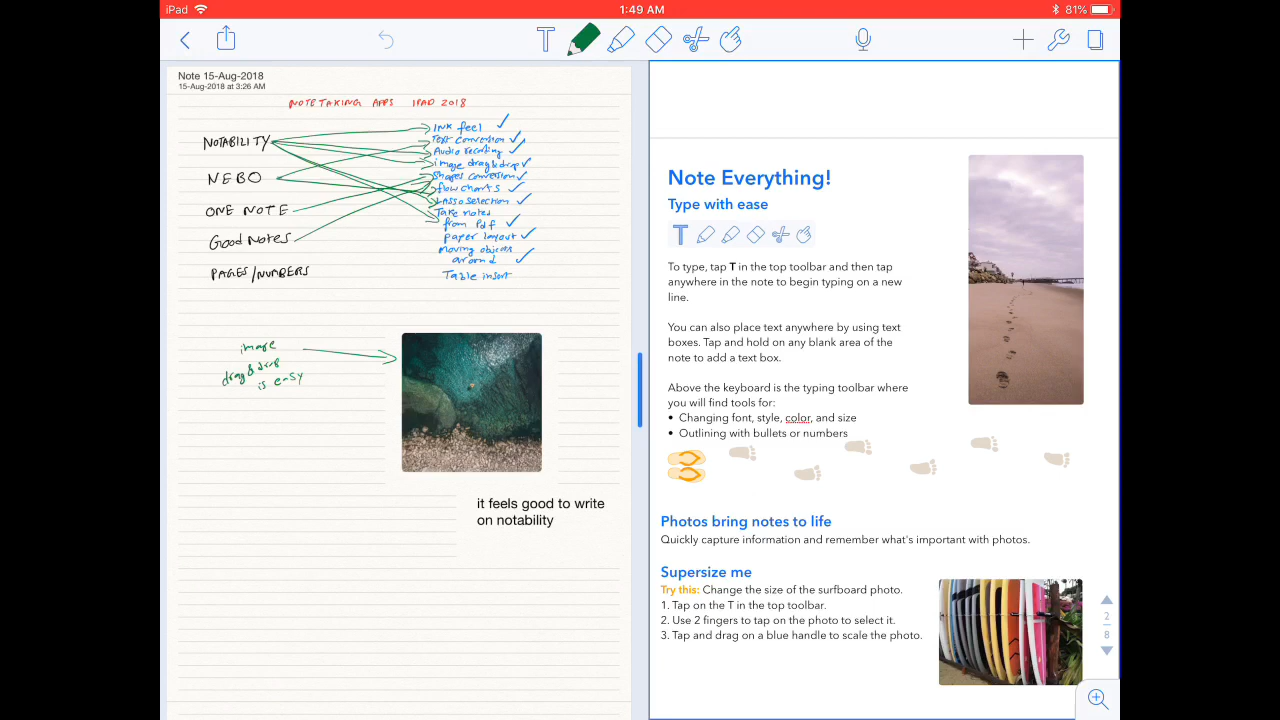 iPad
1:49 AM
81%
Note 15-Aug-2018
15-Aug-2018 at 3:26 AM
NOTE TAKING APPS IPAD 2018
NOTABILITY
NEBO
ONE NOTE
GOOD NOTES
PAGES/NUMBERS
INK feel
Text conversion
Audio recording
image drag & drop
Shapes conversion
flow charts
Lasso selection
Take notes
from Pdf
paper layout
moving objects
around
Table insert
image
drag & drop
is easy
it feels good to write
on notability
Note Everything!
Type with ease
T
To type, tap T in the top toolbar and then tap
anywhere in the note to begin typing on a new
line.
You can also place text anywhere by using text
boxes. Tap and hold on any blank area of the
note to add a text box.
Above the keyboard is the typing toolbar where
you will find tools for:
• Changing font, style, color, and size
• Outlining with bullets or numbers
Photos bring notes to life
Quickly capture information and remember what's important with photos.
Supersize me
Try this: Change the size of the surfboard photo.
1. Tap on the T in the top toolbar.
2. Use 2 fingers to tap on the photo to select it.
3. Tap and drag on a blue handle to scale the photo.
2
8